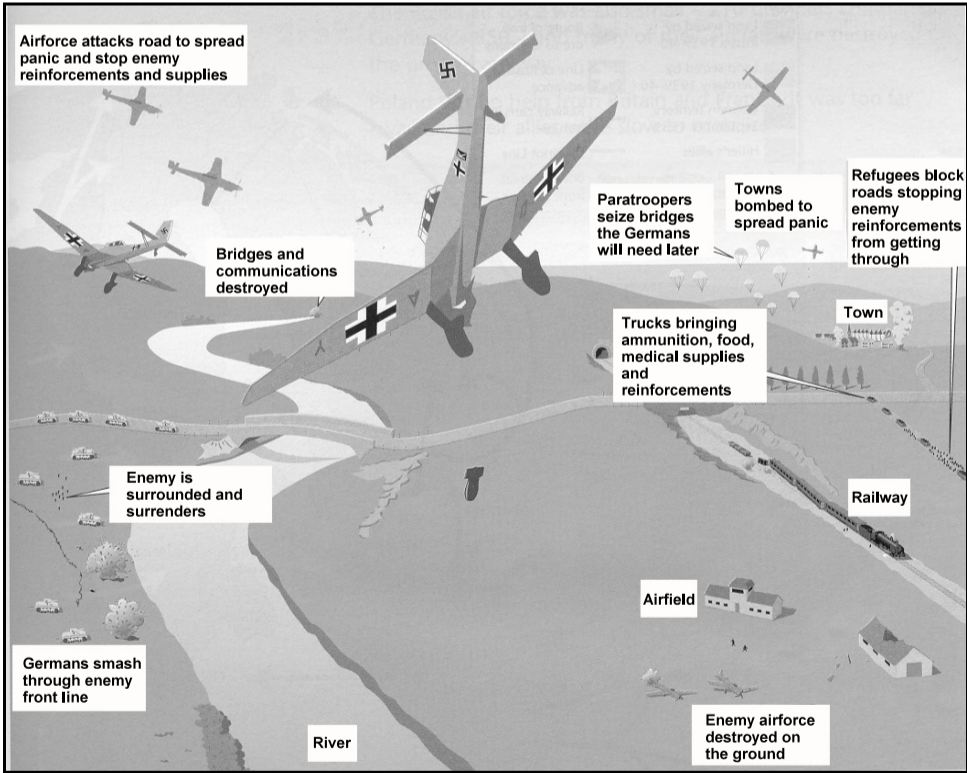 Airforce attacks road to spread
panic and stop enemy
reinforcements and supplies
Bridges and
communications
destroyed
Paratroopers
seize bridges
the Germans
will need later
Towns
bombed to
spread panic
Refugees block
roads stopping
enemy
reinforcements
from getting
through
Town
Trucks bringing
ammunition, food,
medical supplies
and
reinforcements
Enemy is
surrounded and
surrenders
Railway
Airfield
Germans smash
through enemy
front line
River
Enemy airforce
destroyed on
the ground